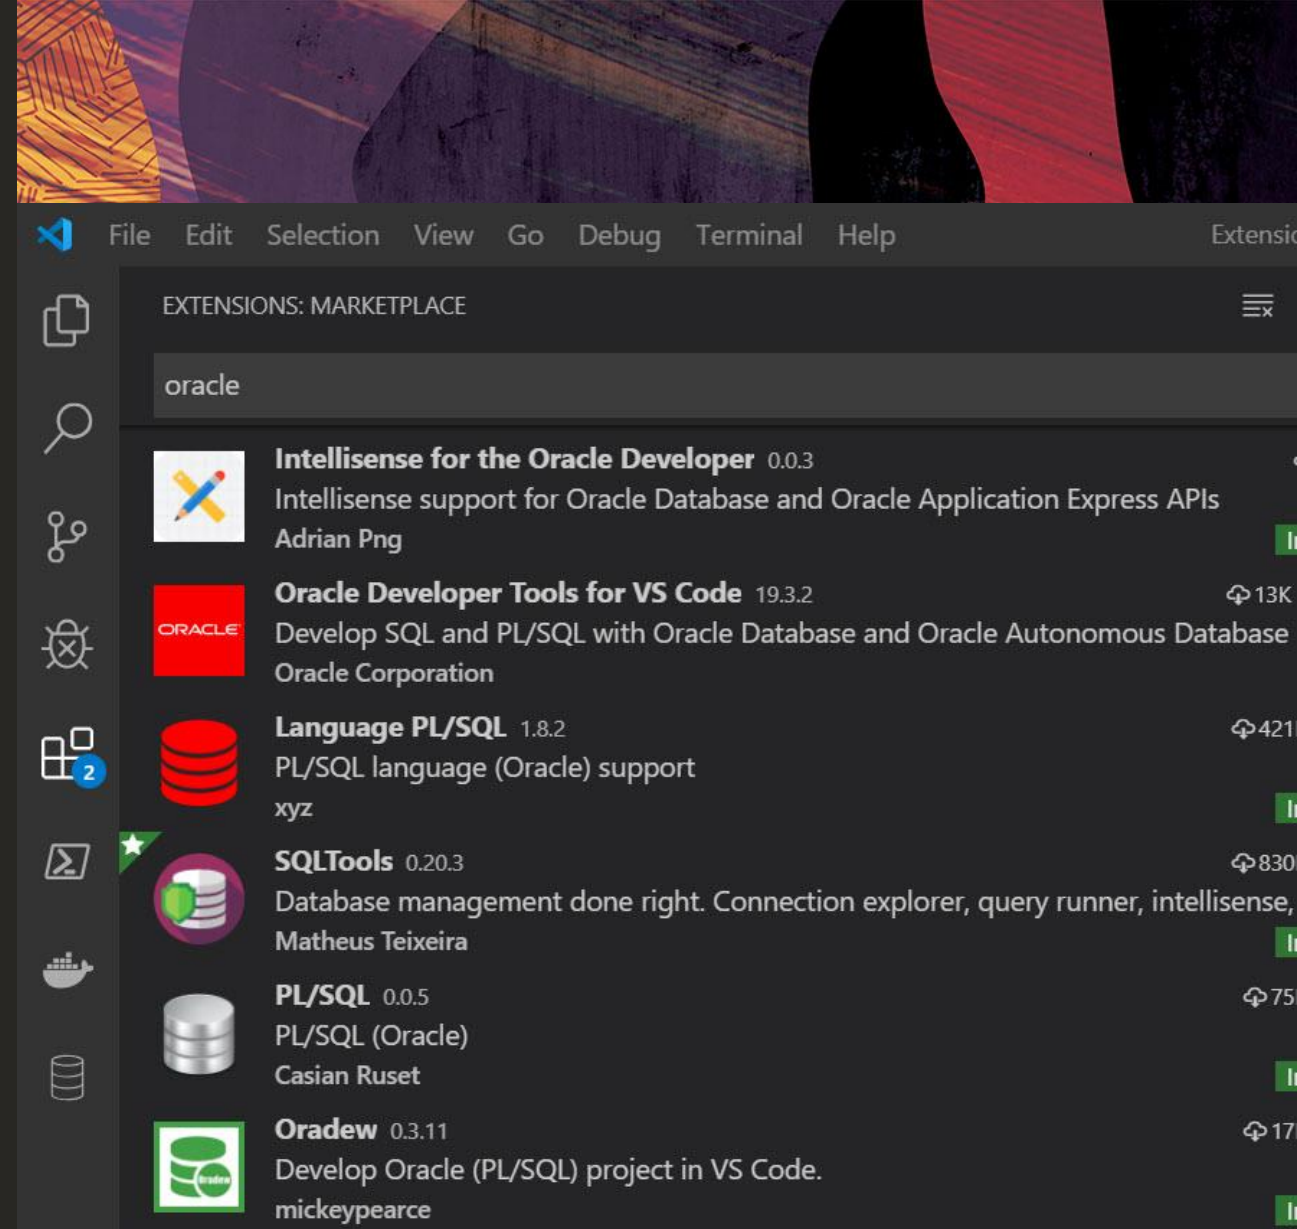 File Edit Selection View Go Debug Terminal Help
EXTENSIONS: MARKETPLACE
oracle
Intellisense for the Oracle Developer 0.0.3
Intellisense support for Oracle Database and Oracle Application Express APIs
Adrian Png
ORACLE
Oracle Developer Tools for VS Code 19.3.2 13K
Develop SQL and PL/SQL with Oracle Database and Oracle Autonomous Database
Oracle Corporation
Language PL/SQL 1.8.2 421
PL/SQL language (Oracle) support
xyz
SQLTools 0.20.3 830
Database management done right. Connection explorer, query runner, intellisense,
Matheus Teixeira
2
PL/SQL 0.0.5 75
PL/SQL (Oracle)
Casian Ruset
Oradew 0.3.11 17
Develop Oracle (PL/SQL) project in VS Code.
Oradew
mickeypearce